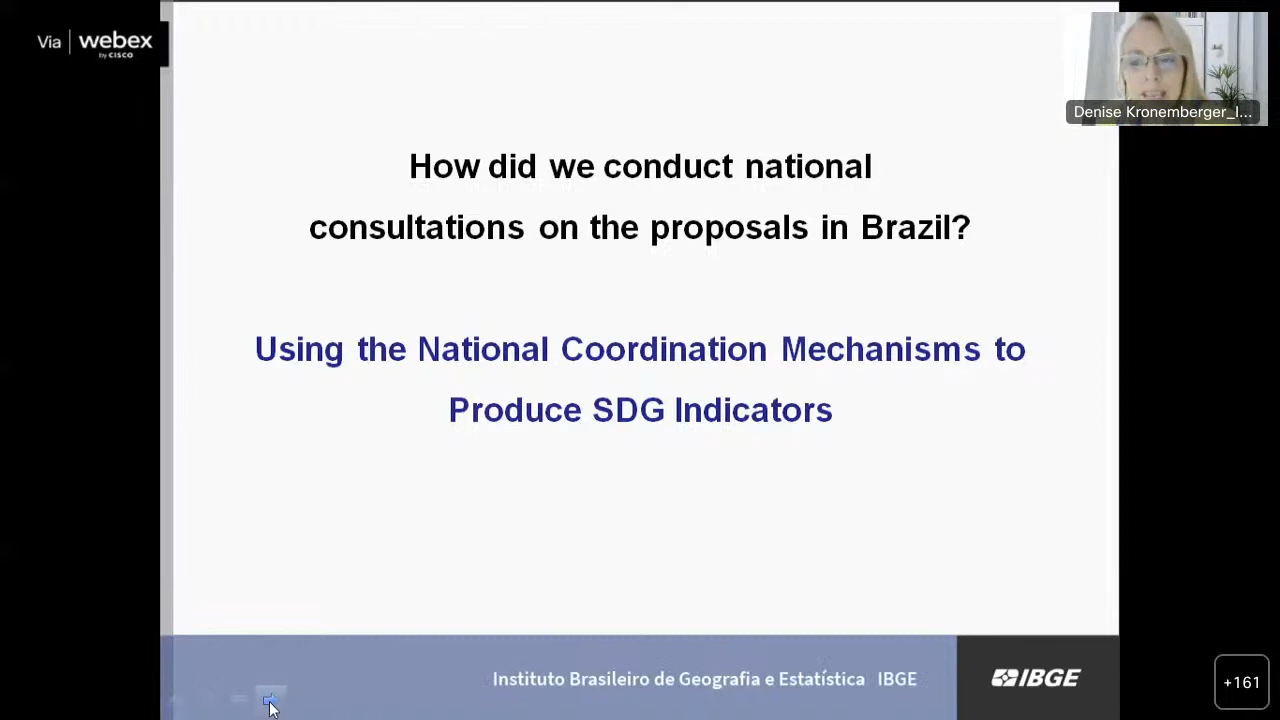 Via webex
by CISCO
Denise Kronemberger_I...
How did we conduct national
consultations on the proposals in Brazil?
Using the National Coordination Mechanisms to
Produce SDG Indicators
Instituto Brasileiro de Geografia e Estatística IBGE
IBGE
+161